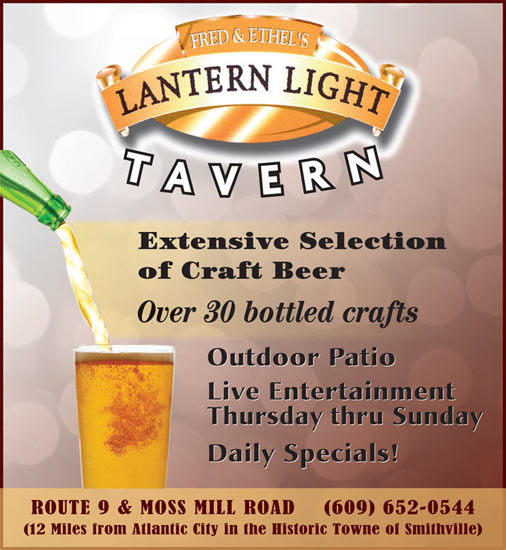 FRED & ETHEL'S
LANTERN LIGHT
TAVERN
Extensive Selection
of Craft Beer
Over 30 bottled crafts
Outdoor Patio
Live Entertainment
Thursday thru Sunday
Daily Specials!
ROUTE 9 & MOSS MILL ROAD (609) 652-0544
(12 Miles from Atlantic City in the Historic Towne of Smithville)